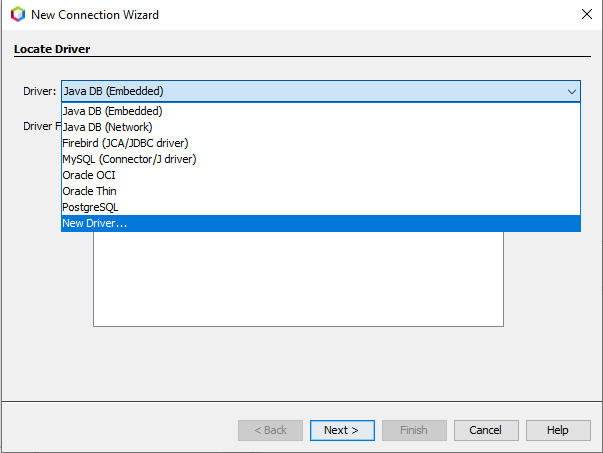 New Connection Wizard
Locate Driver
Driver: Java DB (Embedded)
Java DB (Embedded)
Driver F Java DB (Network)
Firebird (JCA/JDBC driver)
MySQL (Connector/J driver)
Oracle OCI
Oracle Thin
PostgreSQL
New Driver...
< Back Next > Finish Cancel Help